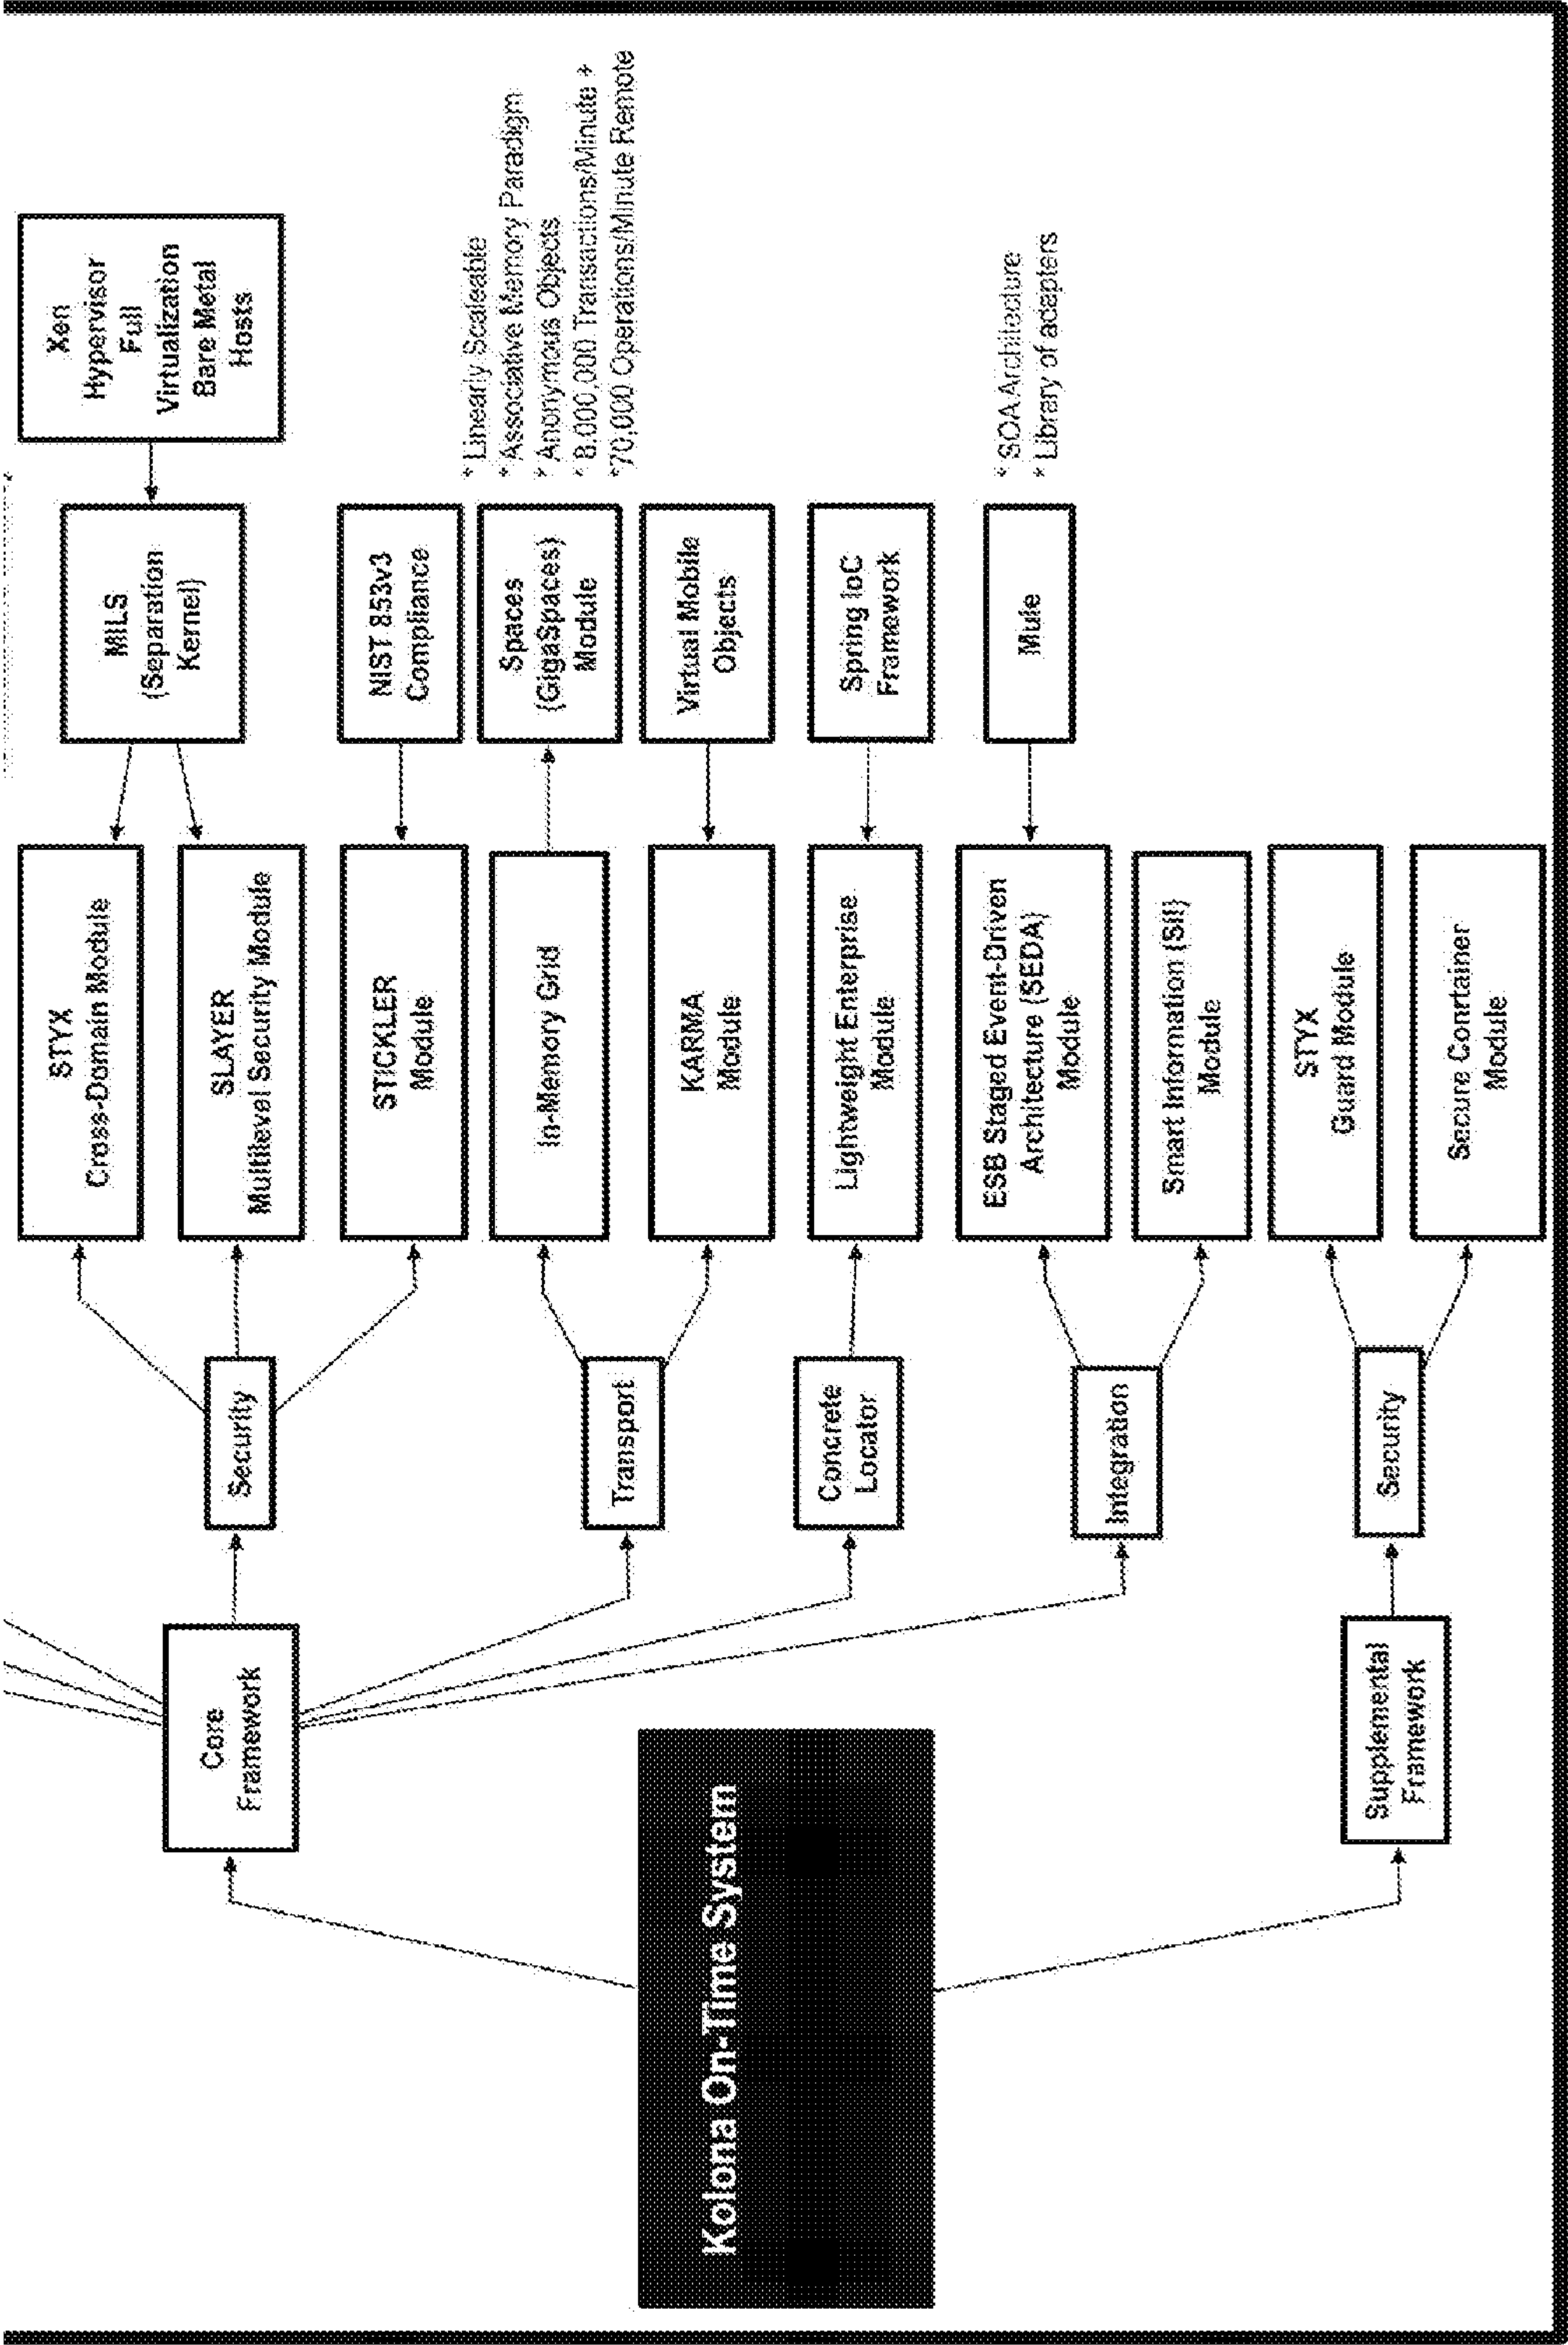 Kolona On-Time System
Core
Framework
Security
STYX
Cross-Domain Module
SLAYER
Multilevel Security Module
STICKLER
Module
MILS
(Separation
Kernel)
Xen
Hypervisor
Full
Virtualization
Bare Metal
Hosts
NIST 853v3
Compliance
Transport
In-Memory Grid
Spaces
(GigaSpaces)
Module
* Linearly Scaleable
* Associative Memory Paradigm
* Anonymous Objects
* 8,000,000 Transactions/Minute +
*70,000 Operations/Minute Remote
KARMA
Module
Virtual Mobile
Objects
Concrete
Locator
Lightweight Enterprise
Module
Spring IoC
Framework
Integration
ESB Staged Event-Driven
Architecture (SEDA)
Module
Mule
* SOA Architecture
* Library of adapters
Smart Information (SII)
Module
Supplemental
Framework
Security
STYX
Guard Module
Secure Conrtainer
Module